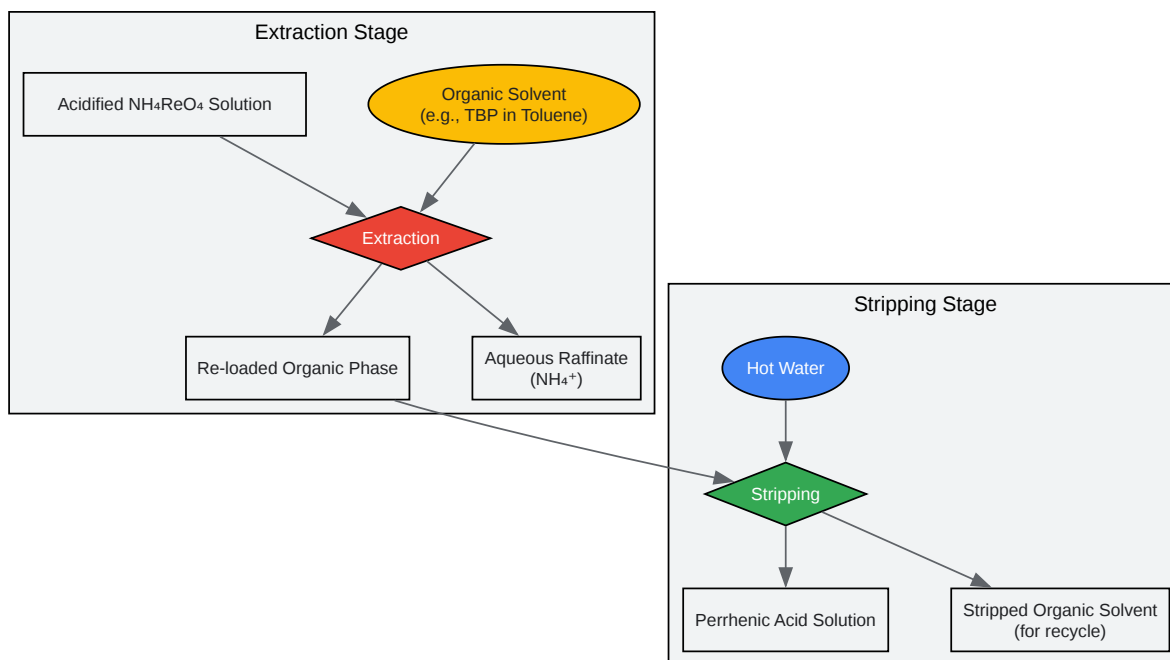 Extraction Stage
Acidified NH₄ReO₄ Solution
Organic Solvent
(e.g., TBP in Toluene)
Extraction
Re-loaded Organic Phase
Aqueous Raffinate
(NH₄⁺)
Stripping Stage
Hot Water
Stripping
Perrhenic Acid Solution
Stripped Organic Solvent
(for recycle)